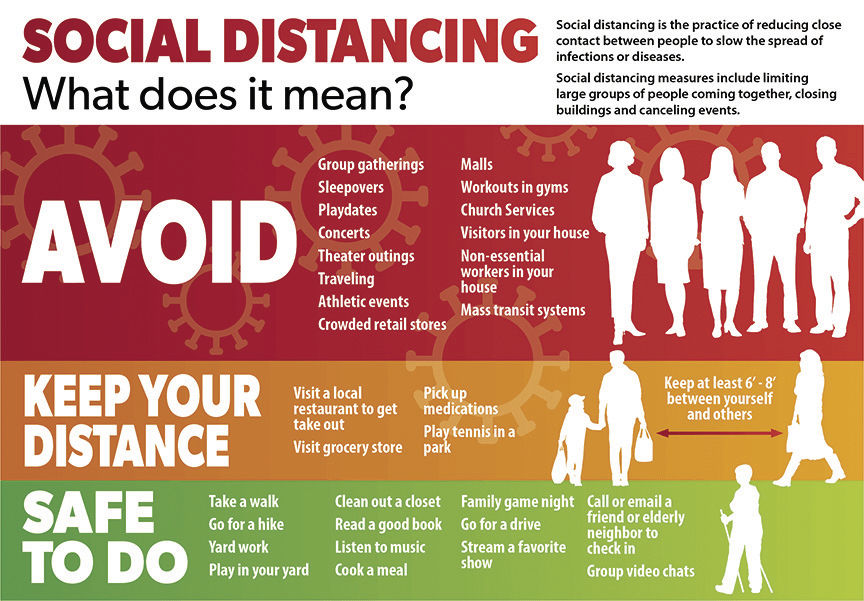 SOCIAL DISTANCING
What does it mean?
Social distancing is the practice of reducing close
contact between people to slow the spread of
infections or diseases.
Social distancing measures include limiting
large groups of people coming together, closing
buildings and canceling events.
AVOID
Group gatherings
Sleepovers
Playdates
Concerts
Theater outings
Traveling
Athletic events
Crowded retail stores
Malls
Workouts in gyms
Church Services
Visitors in your house
Non-essential
workers in your
house
Mass transit systems
KEEP YOUR
DISTANCE
Visit a local
restaurant to get
take out
Visit grocery store
Pick up
medications
Play tennis in a
park
Keep at least 6′ - 8′
between yourself
and others
SAFE
TO DO
Take a walk
Go for a hike
Yard work
Play in your yard
Clean out a closet
Read a good book
Listen to music
Cook a meal
Family game night
Go for a drive
Stream a favorite
show
Call or email a
friend or elderly
neighbor to
check in
Group video chats